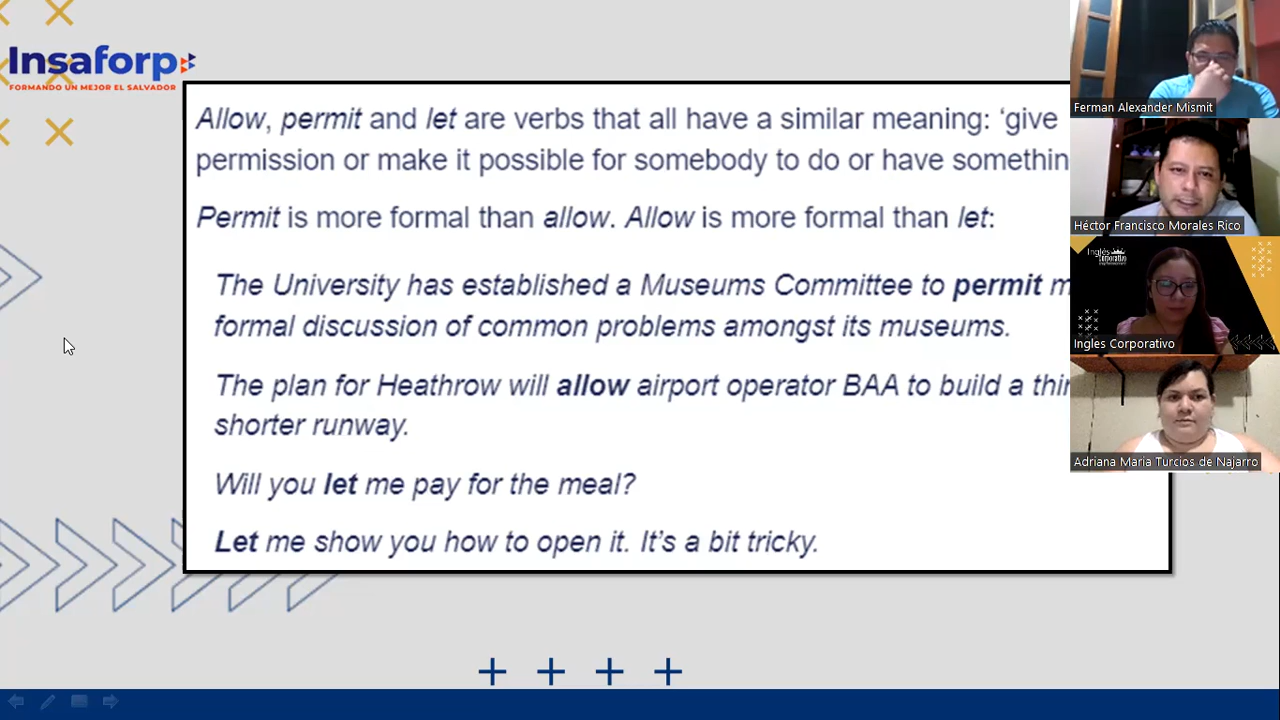 Insaforp
FORMANDO UN MEJOR EL SALVADOR
Allow, permit and let are verbs that all have a similar meaning: ‘give
permission or make it possible for somebody to do or have somethin
Permit is more formal than allow. Allow is more formal than let:
The University has established a Museums Committee to permit
formal discussion of common problems amongst its museums.
The plan for Heathrow will allow airport operator BAA to build a
shorter runway.
Will you let me pay for the meal?
Let me show you how to open it. It’s a bit tricky.
Ferman Alexander Mismit
Héctor Francisco Morales Rico
Inglés
Corporativo
Ingles Corporativo
Adriana Maria Turcios de Najarro